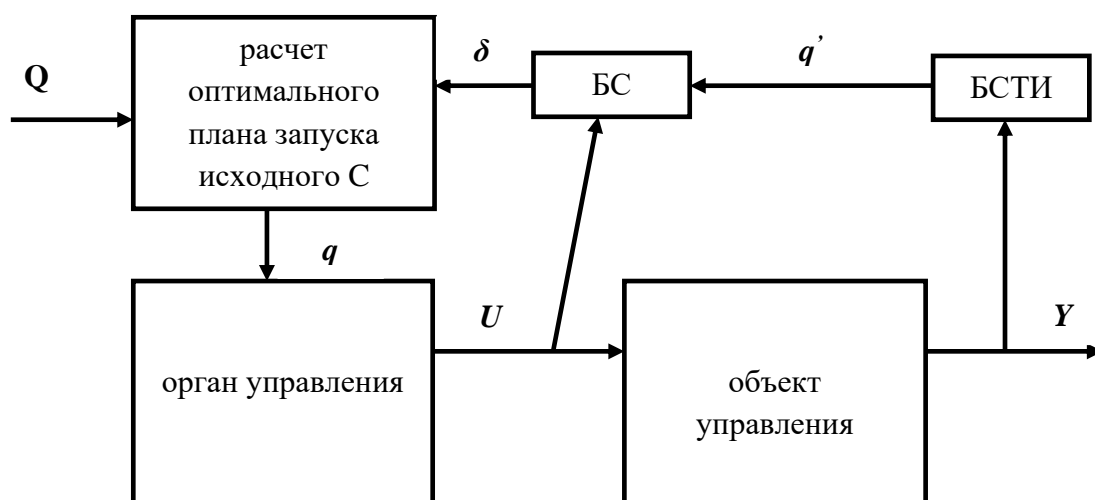 Q
расчет
оптимального
плана запуска
исходного С
δ
БС
q’
БСТИ
q
орган управления
U
объект
управления
Y